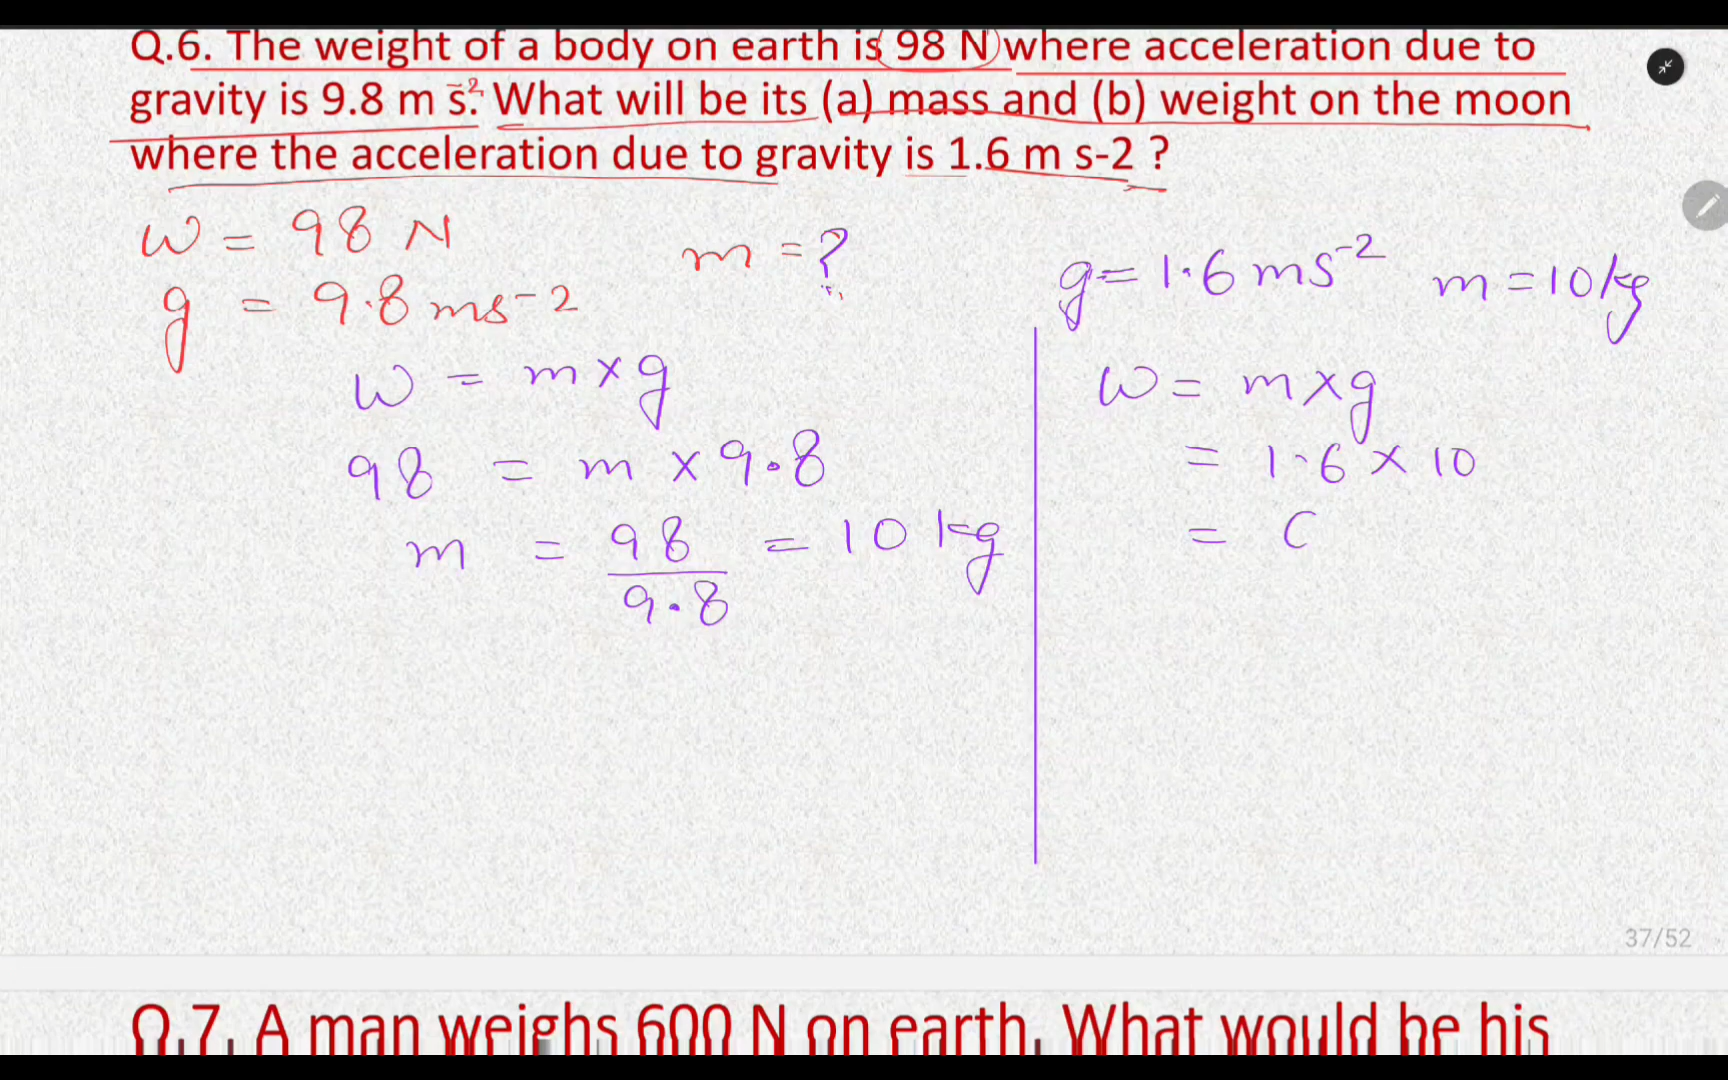 Q.6. The weight of a body on earth is 98 N where acceleration due to
gravity is 9.8 m s⁻². What will be its (a) mass and (b) weight on the moon
where the acceleration due to gravity is 1.6 m s-2 ?
w = 98 N
g = 9.8 ms⁻²
m = ?
w = m × g
98 = m × 9.8
m = 98/9.8 = 10 kg
g = 1.6 ms⁻² m = 10 kg
w = m × g
= 1.6 × 10
=
37/52
Q.7. A man weighs 600 N on earth. What would be his